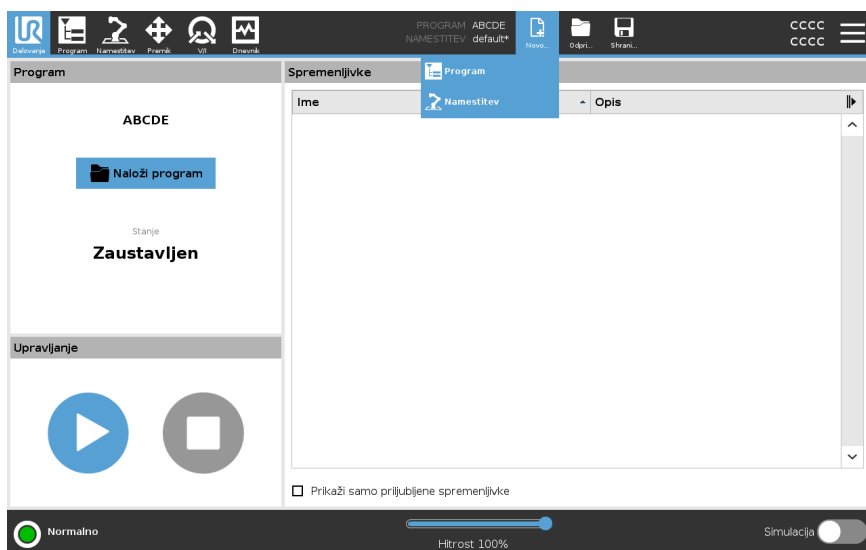 PROGRAM ABCDE
NAMESTITEV default*
CCCC
CCCC
UR
Delovanje Program Namestitev Premik V/I Dnevnik Novo... Odpri... Shrani...
Program
Namestitev
Program
ABCDE
Naloži program
Stanje
Zaustavljen
Upravljanje
Spremenljivke
Ime Opis
Prikaži samo priljubljene spremenljivke
Normalno
Hitrost 100%
Simulacija